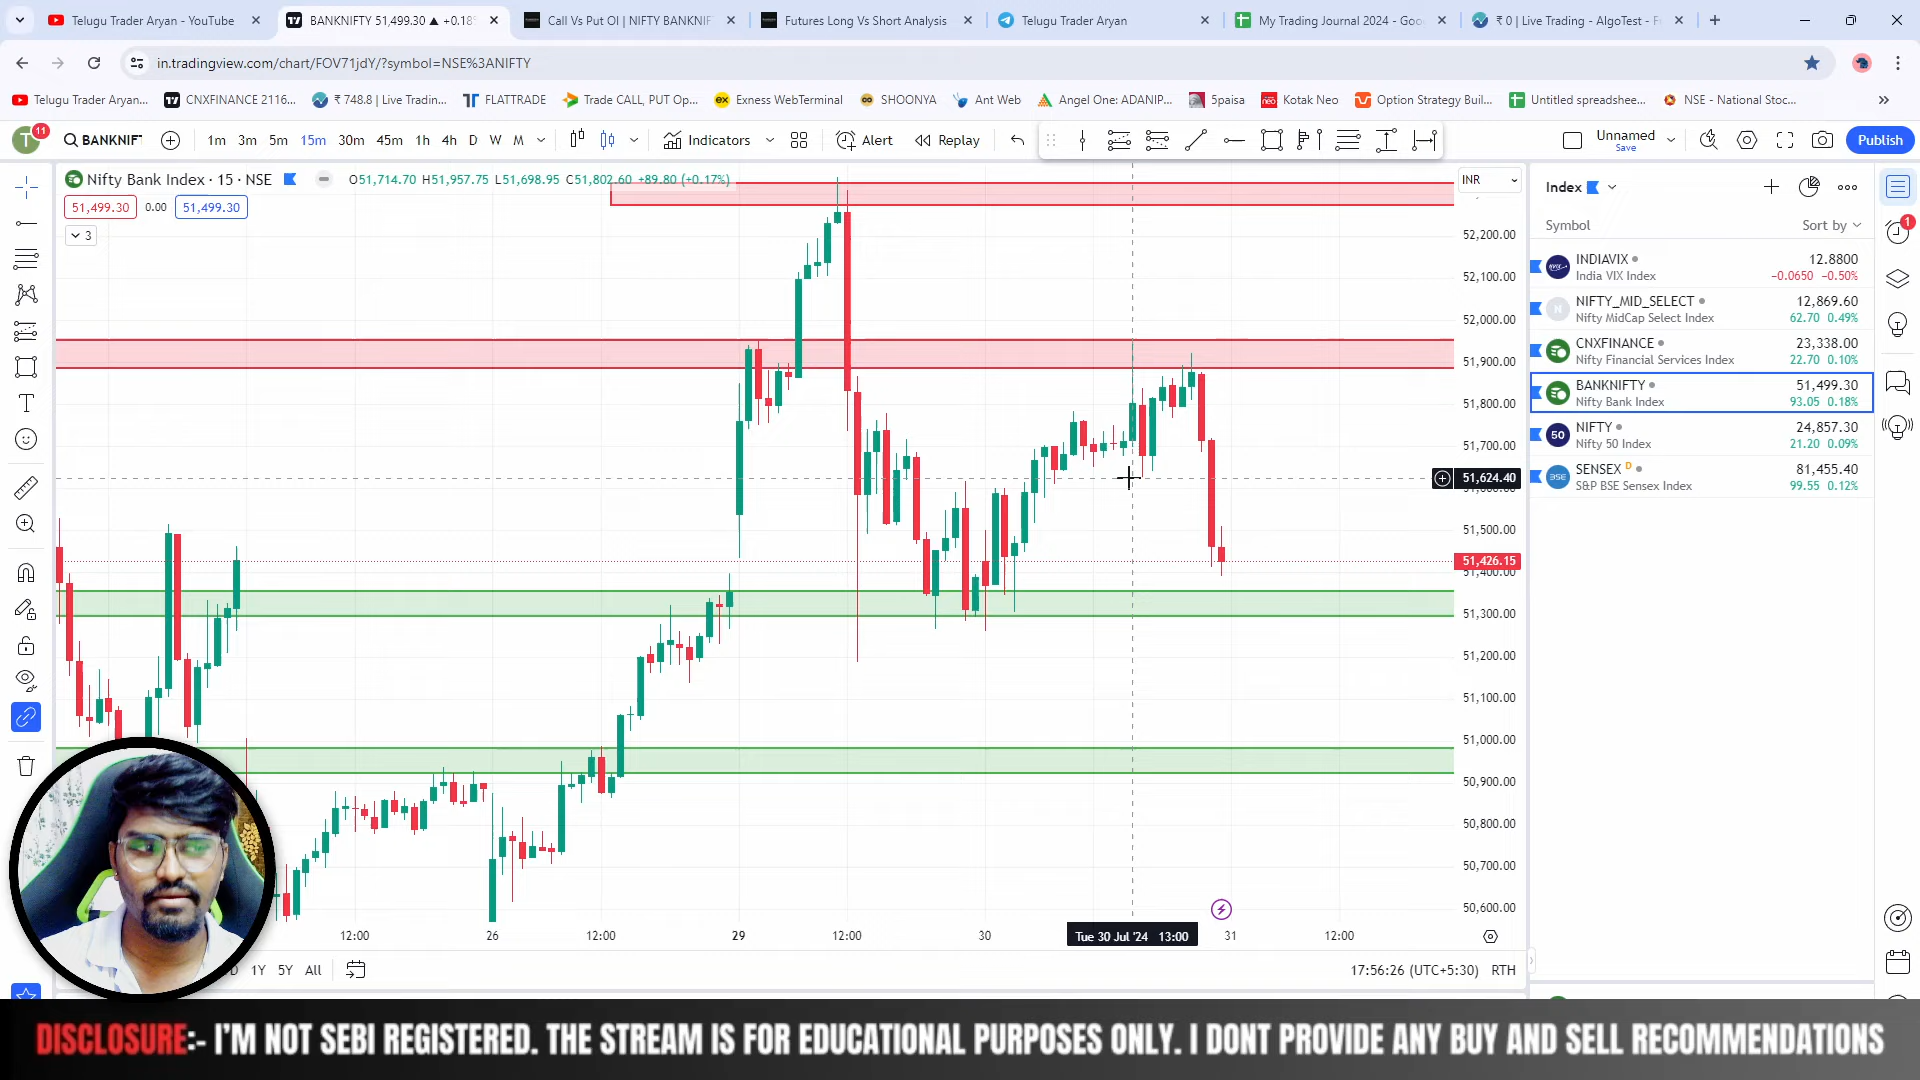 Telugu Trader Aryan - YouTube
BANKNIFTY 51,499.30 ▲ +0.18%
Call Vs Put OI | NIFTY BANKNIF
Futures Long Vs Short Analysis
Telugu Trader Aryan
My Trading Journal 2024 - Goo
₹ 0 | Live Trading - AlgoTest - F
in.tradingview.com/chart/FOV71jdY/?symbol=NSE%3ANIFTY
Telugu Trader Aryan...
CNXFINANCE 2116...
₹ 748.8 | Live Tradin...
FLATTRADE
Trade CALL, PUT Op...
Exness WebTerminal
SHOONYA
Ant Web
Angel One: ADANIP...
5paisa
Kotak Neo
Option Strategy Buil...
Untitled spreadshee...
NSE - National Stoc...
T 11
BANKNIF
1m 3m 5m 15m 30m 45m 1h 4h D W M
Indicators
Alert
Replay
Unnamed
Save
Publish
Nifty Bank Index · 15 · NSE
O51,714.70 H51,957.75 L51,698.95 C51,802.60 +89.80 (+0.17%)
51,499.30 0.00 51,499.30
3
INR
52,200.00
52,100.00
52,000.00
51,900.00
51,800.00
51,700.00
51,624.40
51,500.00
51,426.15
51,400.00
51,300.00
51,200.00
51,100.00
51,000.00
50,900.00
50,800.00
50,700.00
50,600.00
12:00 26 12:00 29 12:00 30 Tue 30 Jul '24 13:00 31 12:00
D 1Y 5Y All
17:56:26 (UTC+5:30) RTH
Index
Symbol Sort by
INDIAVIX 12.8800
India VIX Index −0.0650 −0.50%
NIFTY_MID_SELECT 12,869.60
Nifty MidCap Select Index 62.70 0.49%
CNXFINANCE 23,338.00
Nifty Financial Services Index 22.70 0.10%
BANKNIFTY 51,499.30
Nifty Bank Index 93.05 0.18%
50 NIFTY 24,857.30
Nifty 50 Index 21.20 0.09%
BSE SENSEX D 81,455.40
S&P BSE Sensex Index 99.55 0.12%
1
DISCLOSURE:- I'M NOT SEBI REGISTERED. THE STREAM IS FOR EDUCATIONAL PURPOSES ONLY. I DONT PROVIDE ANY BUY AND SELL RECOMMENDATIONS